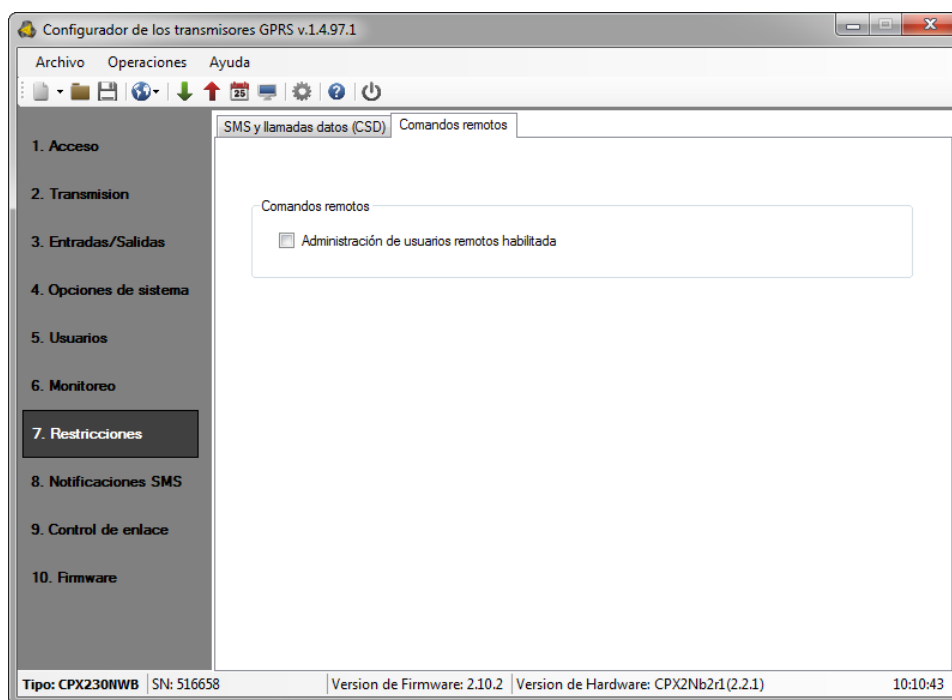 Configurador de los transmisores GPRS v.1.4.97.1
Archivo Operaciones Ayuda
25
SMS y llamadas datos (CSD) Comandos remotos
1. Acceso
2. Transmision
3. Entradas/Salidas
4. Opciones de sistema
5. Usuarios
6. Monitoreo
7. Restricciones
8. Notificaciones SMS
9. Control de enlace
10. Firmware
Comandos remotos
Administración de usuarios remotos habilitada
Tipo: CPX230NWB SN: 516658 Version de Firmware: 2.10.2 Version de Hardware: CPX2Nb2r1(2.2.1) 10:10:43